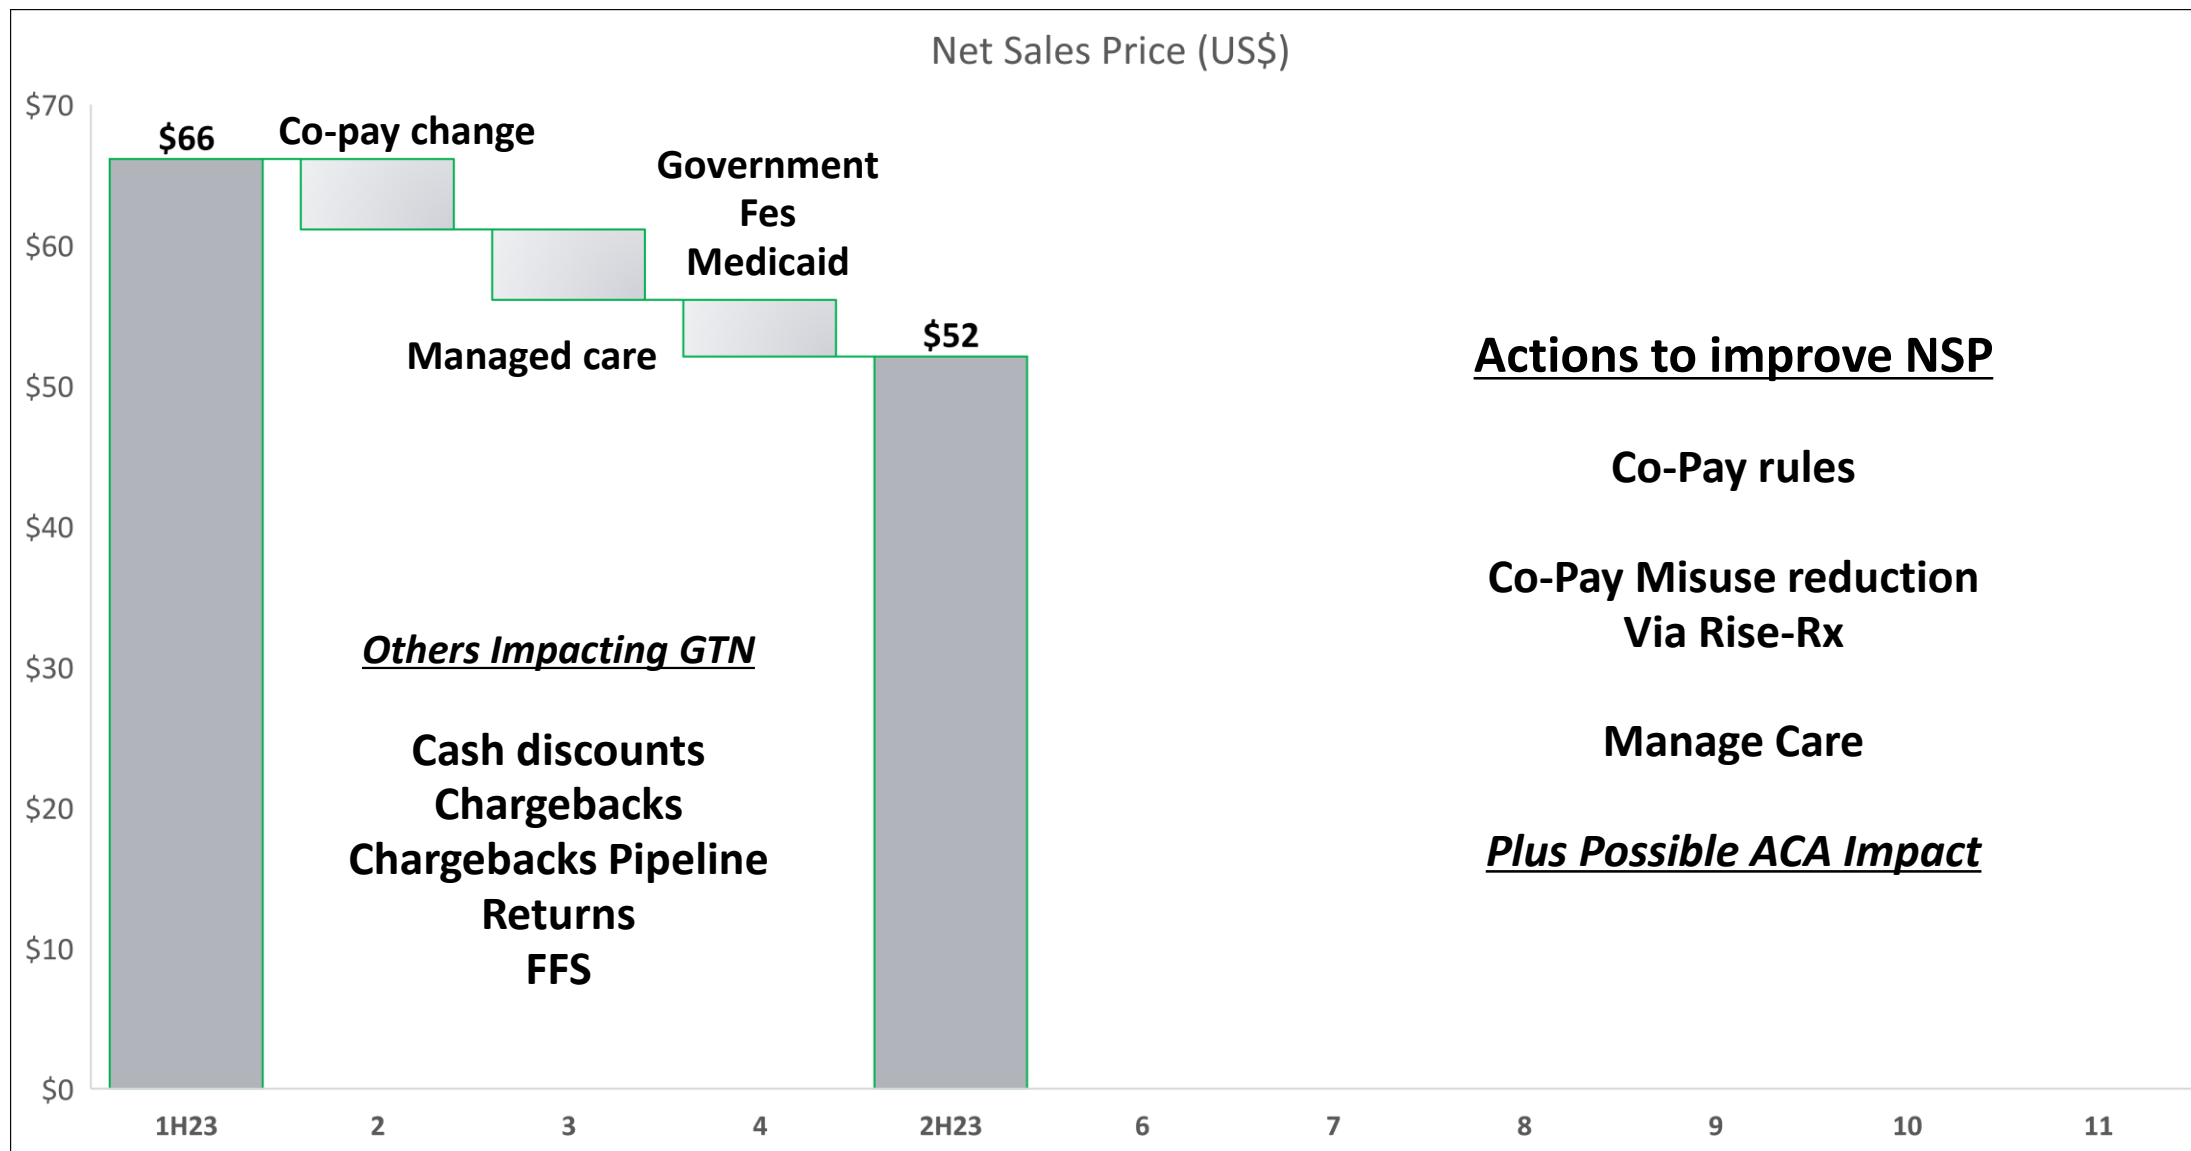 Net Sales Price (US$)
$70
$60
$50
$40
$30
$20
$10
$0
$66
Co-pay change
Managed care
Government
Fes
Medicaid
$52
Others Impacting GTN
Cash discounts
Chargebacks
Chargebacks Pipeline
Returns
FFS
Actions to improve NSP
Co-Pay rules
Co-Pay Misuse reduction
Via Rise-Rx
Manage Care
Plus Possible ACA Impact
1H23 2 3 4 2H23 6 7 8 9 10 11